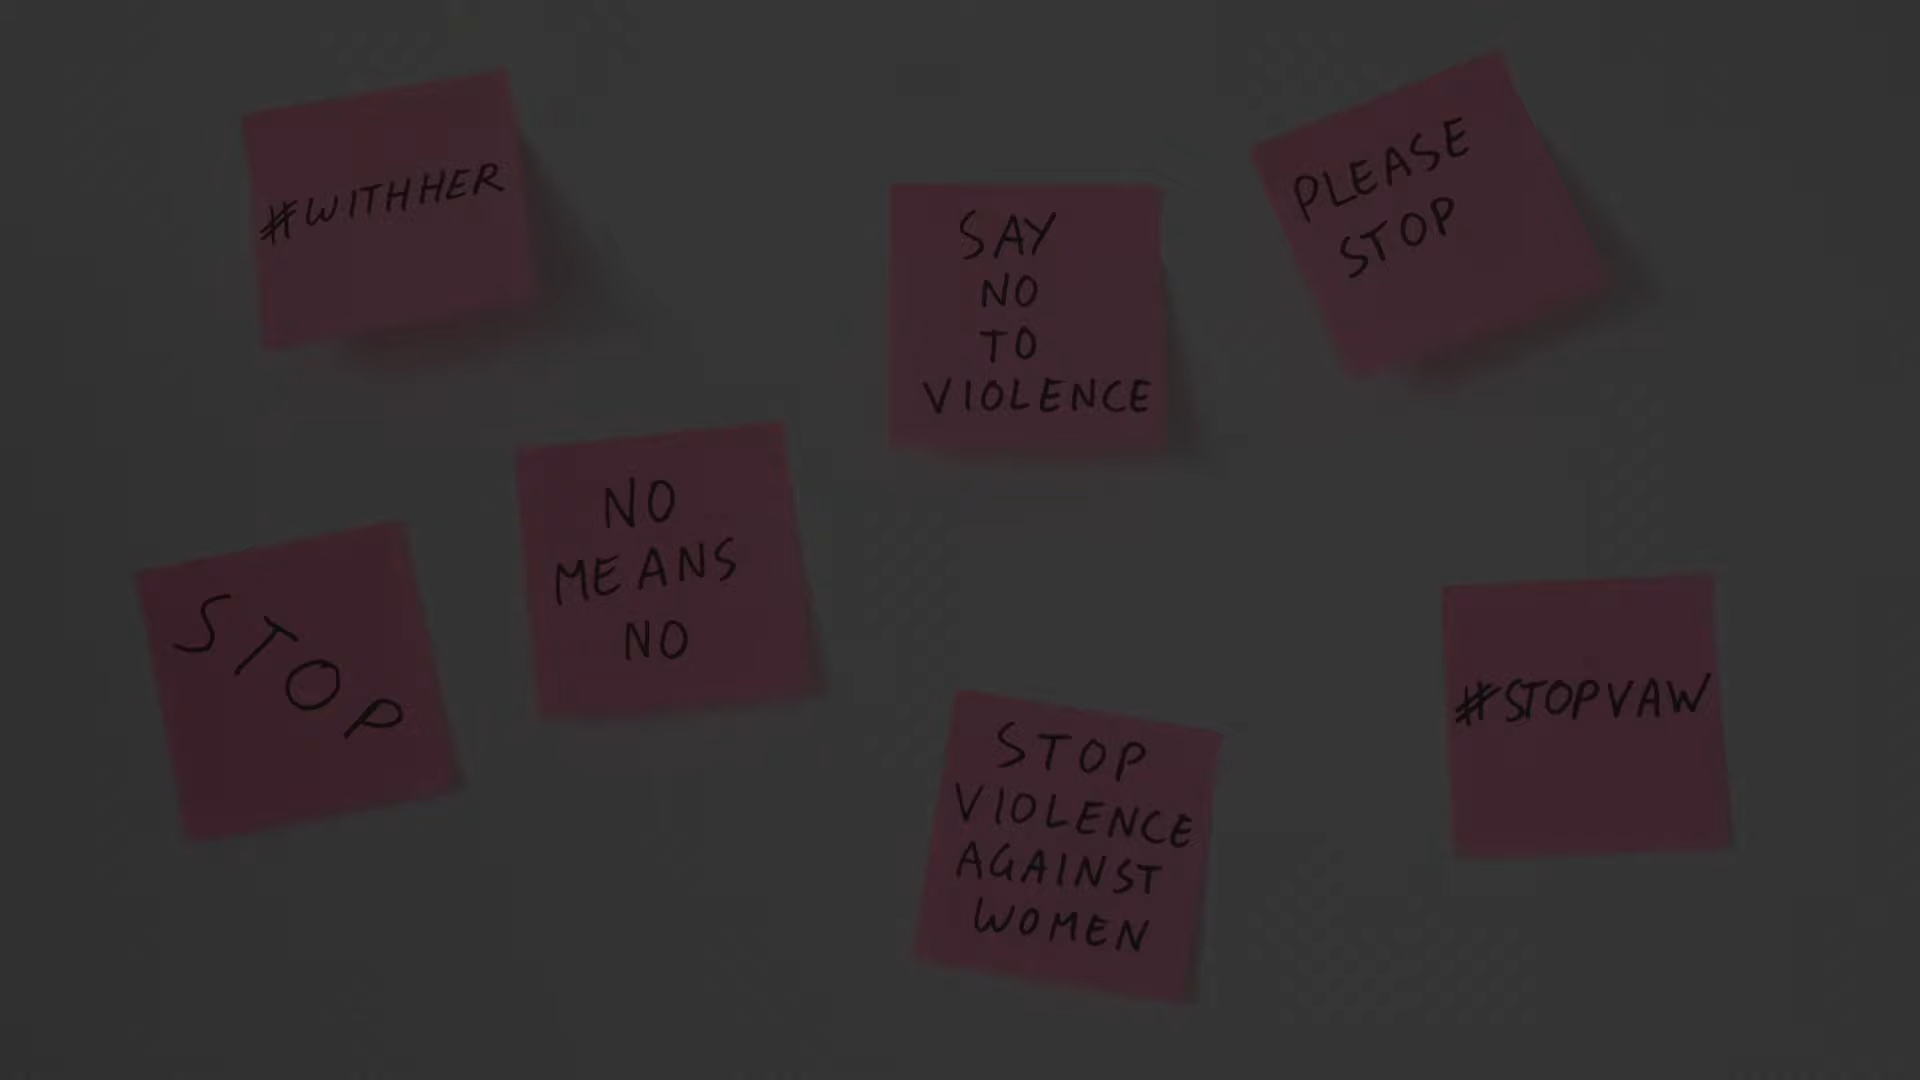 #WITHHER
SAY
NO
TO
VIOLENCE
PLEASE
STOP
STOP
NO
MEANS
NO
STOP
VIOLENCE
AGAINST
WOMEN
#STOPVAW